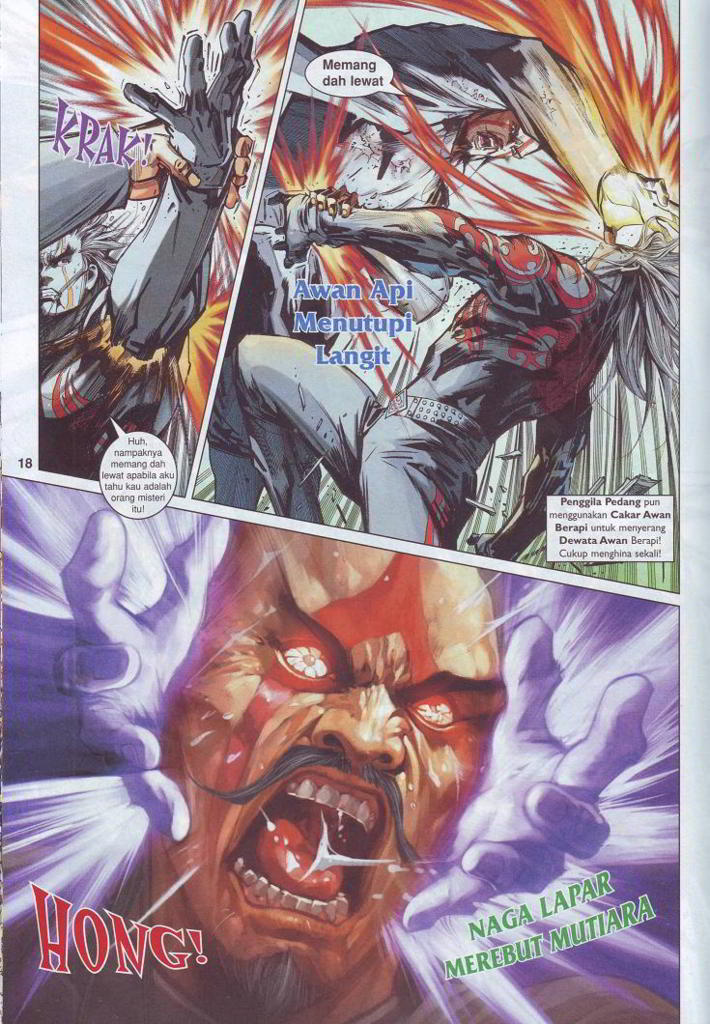 KRAK!
Huh,
nampaknya
memang dah
lewat apabila aku
tahu kau adalah
orang misteri
itu!
Memang
dah lewat
Awan Api
Menutupi
Langit
Penggila Pedang pun
menggunakan Cakar Awan
Berapi untuk menyerang
Dewata Awan Berapi!
Cukup menghina sekali!
18
HONG!
NAGA LAPAR
MEREBUT MUTIARA